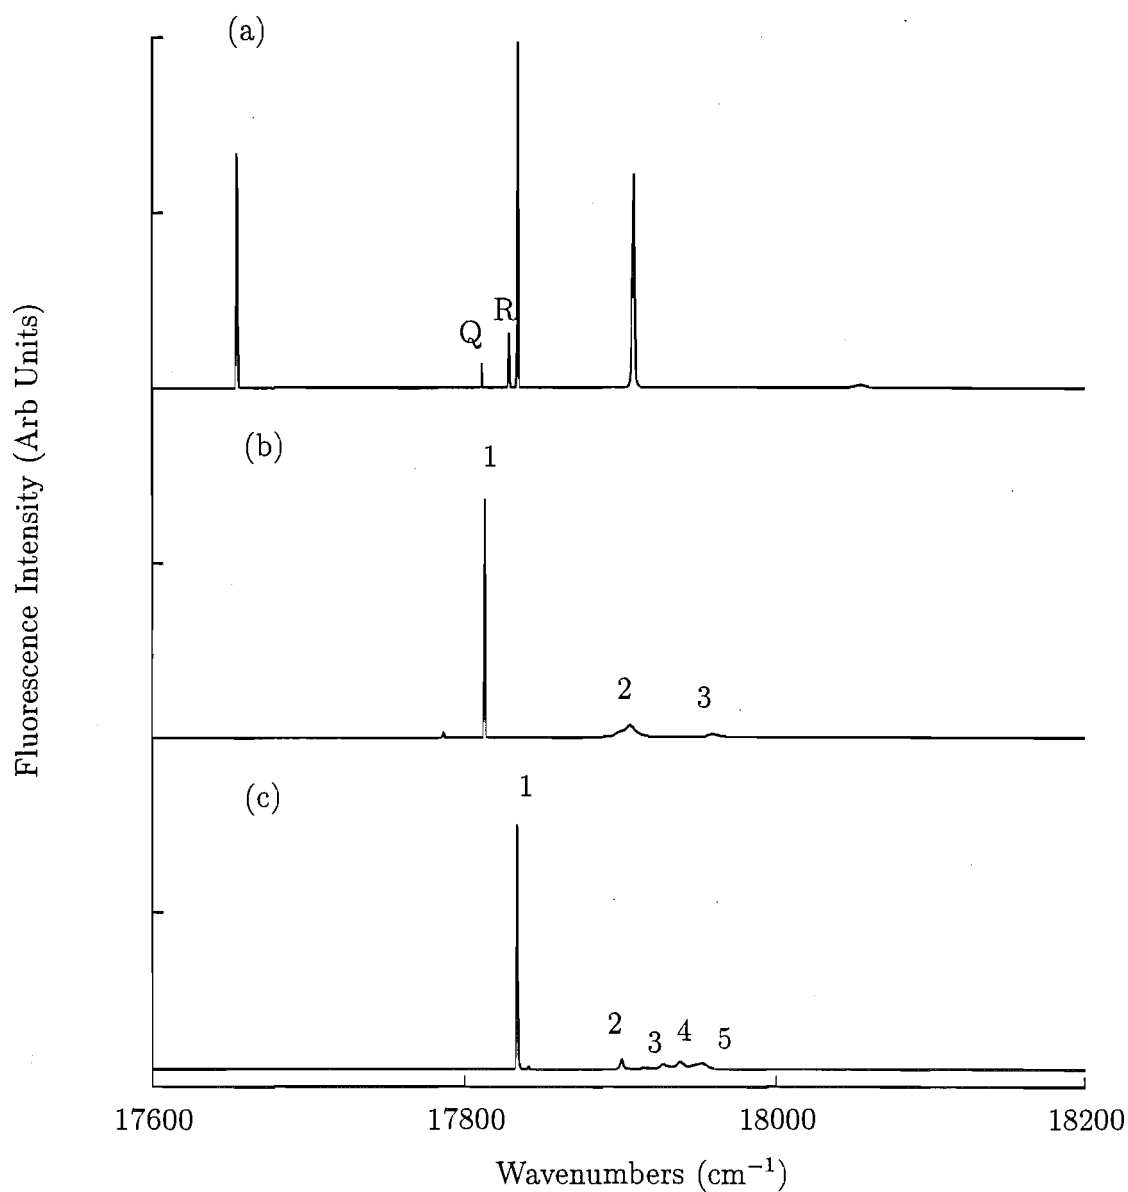 (a)
R
Q
(b)
1
2
3
(c)
1
2
3
4
5
17600
17800
18000
18200
Wavenumbers (cm⁻¹)
Fluorescence Intensity (Arb Units)